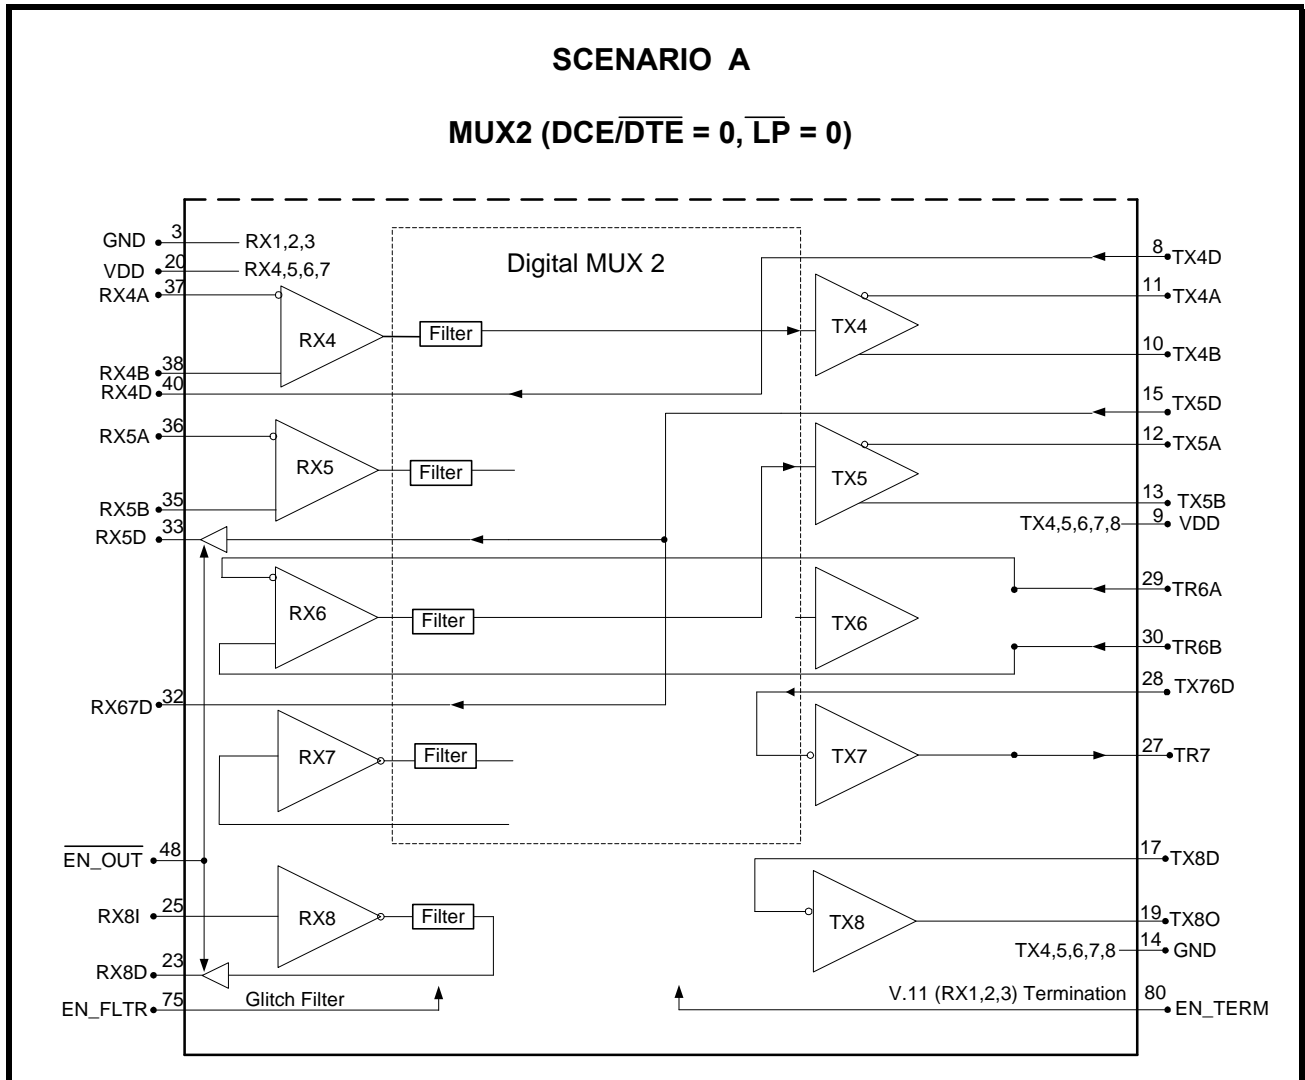 SCENARIO A
MUX2 (DCE/DTE = 0, LP = 0)
Digital MUX 2
GND 3 RX1,2,3
VDD 20 RX4,5,6,7
RX4A 37
RX4 Filter
RX4B 38
RX4D 40
RX5A 36
RX5 Filter
RX5B 35
RX5D 33
RX6 Filter
RX67D 32
RX7 Filter
EN_OUT 48
RX8I 25
RX8 Filter
RX8D 23
EN_FLTR 75 Glitch Filter
8 TX4D
11 TX4A
TX4
10 TX4B
15 TX5D
12 TX5A
TX5
13 TX5B
TX4,5,6,7,8 9 VDD
29 TR6A
TX6
30 TR6B
28 TX76D
TX7 27 TR7
17 TX8D
TX8 19 TX8O
TX4,5,6,7,8 14 GND
V.11 (RX1,2,3) Termination 80 EN_TERM